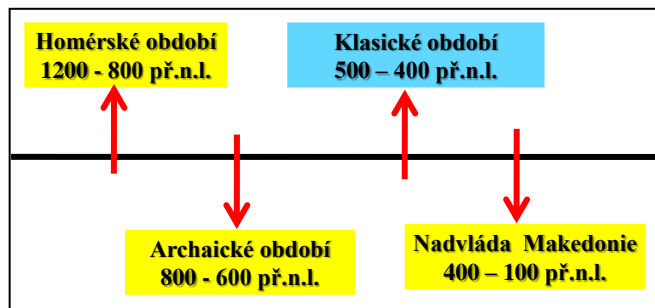 Homérské období
1200 - 800 př.n.l.
Klasické období
500 – 400 př.n.l.
Archaické období
800 - 600 př.n.l.
Nadvláda Makedonie
400 – 100 př.n.l.